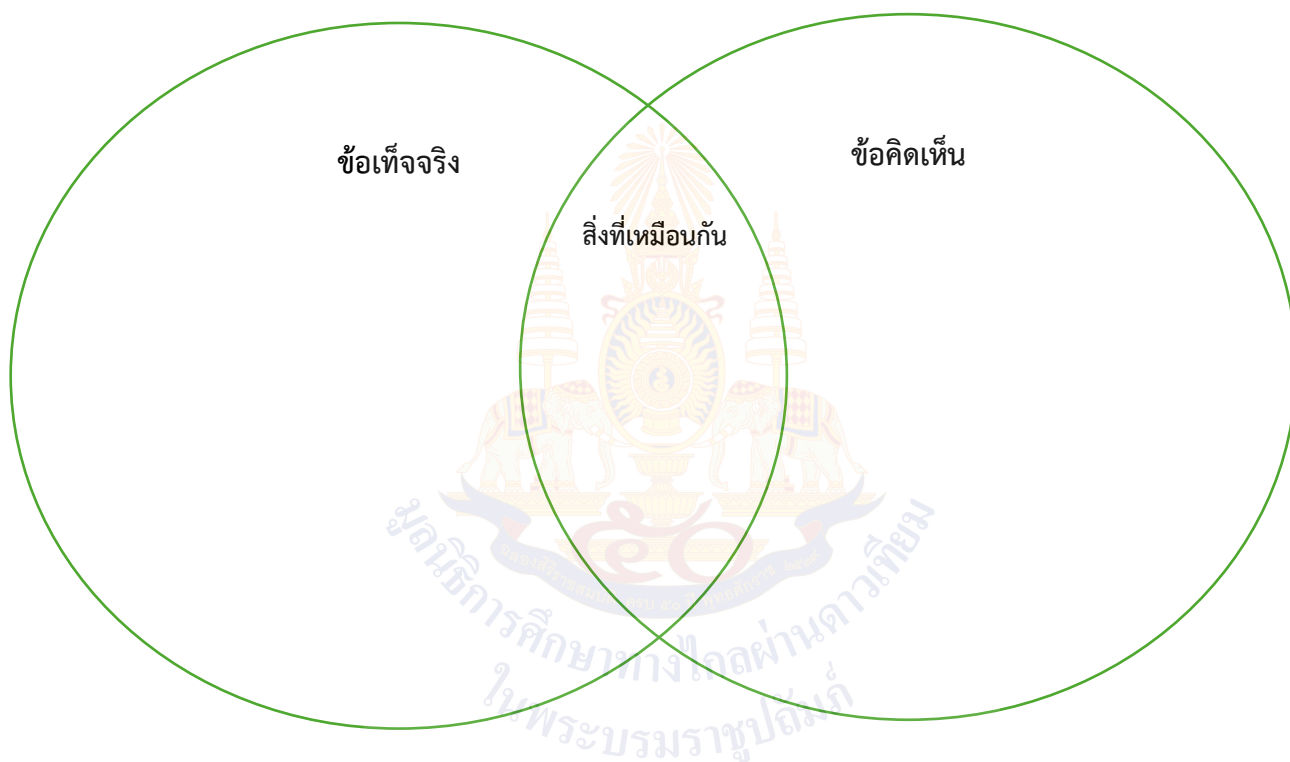 ข้อเท็จจริง
ข้อคิดเห็น
สิ่งที่เหมือนกัน
๕๐
มูลนิธิการศึกษาทางไกลผ่านดาวเทียม
ในพระบรมราชูปถัมภ์